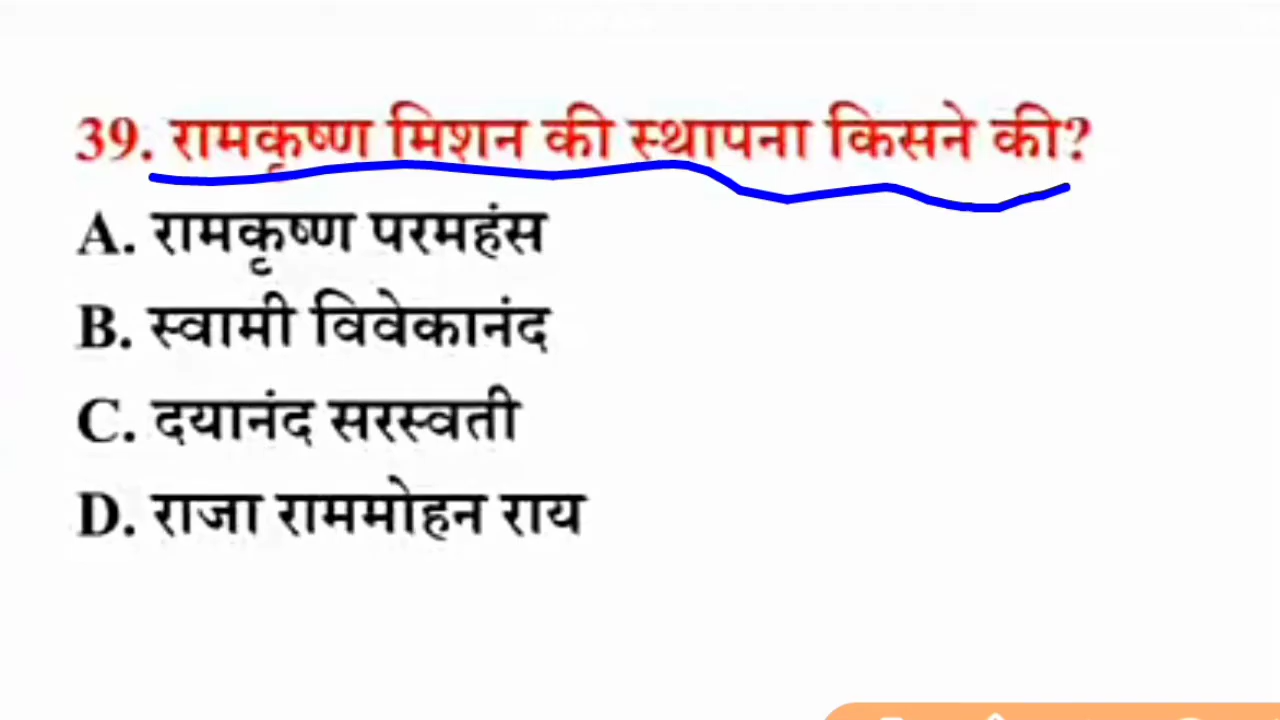 39. रामकृष्ण मिशन की स्थापना किसने की?
A. रामकृष्ण परमहंस
B. स्वामी विवेकानंद
C. दयानंद सरस्वती
D. राजा राममोहन राय